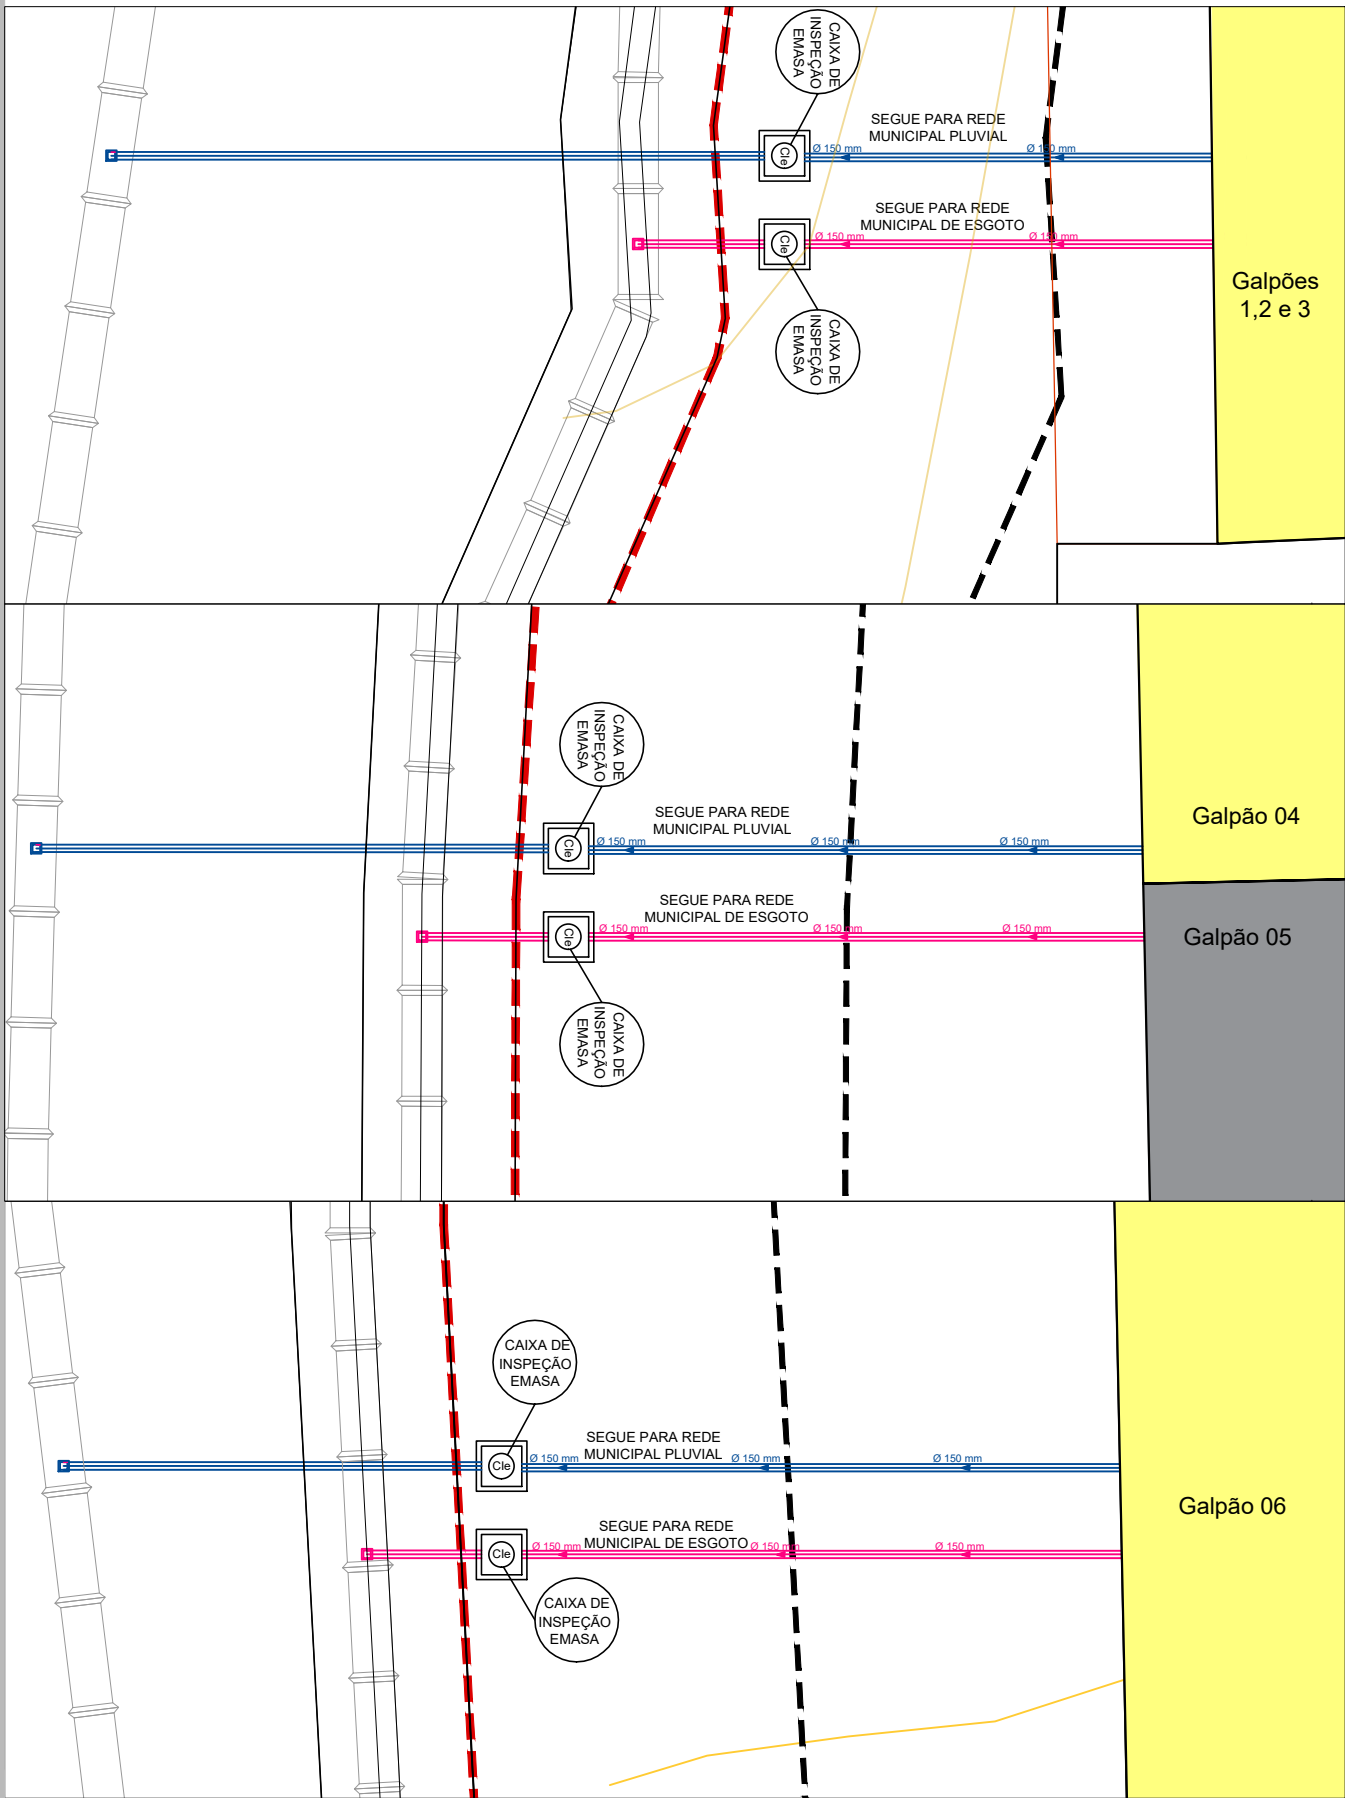 CAIXA DE
INSPEÇÃO
EMASA
SEGUE PARA REDE
MUNICIPAL PLUVIAL
CIe
Ø 150 mm
Ø 150 mm
SEGUE PARA REDE
MUNICIPAL DE ESGOTO
CIe
Ø 150 mm
Ø 150 mm
Galpões
1,2 e 3
CAIXA DE
INSPEÇÃO
EMASA
CAIXA DE
INSPEÇÃO
EMASA
SEGUE PARA REDE
MUNICIPAL PLUVIAL
Galpão 04
CIe
Ø 150 mm
Ø 150 mm
Ø 150 mm
SEGUE PARA REDE
MUNICIPAL DE ESGOTO
CIe
Ø 150 mm
Ø 150 mm
Ø 150 mm
Galpão 05
CAIXA DE
INSPEÇÃO
EMASA
CAIXA DE
INSPEÇÃO
EMASA
SEGUE PARA REDE
MUNICIPAL PLUVIAL
CIe
Ø 150 mm
Ø 150 mm
Ø 150 mm
Galpão 06
SEGUE PARA REDE
MUNICIPAL DE ESGOTO
CIe
Ø 150 mm
Ø 150 mm
Ø 150 mm
CAIXA DE
INSPEÇÃO
EMASA